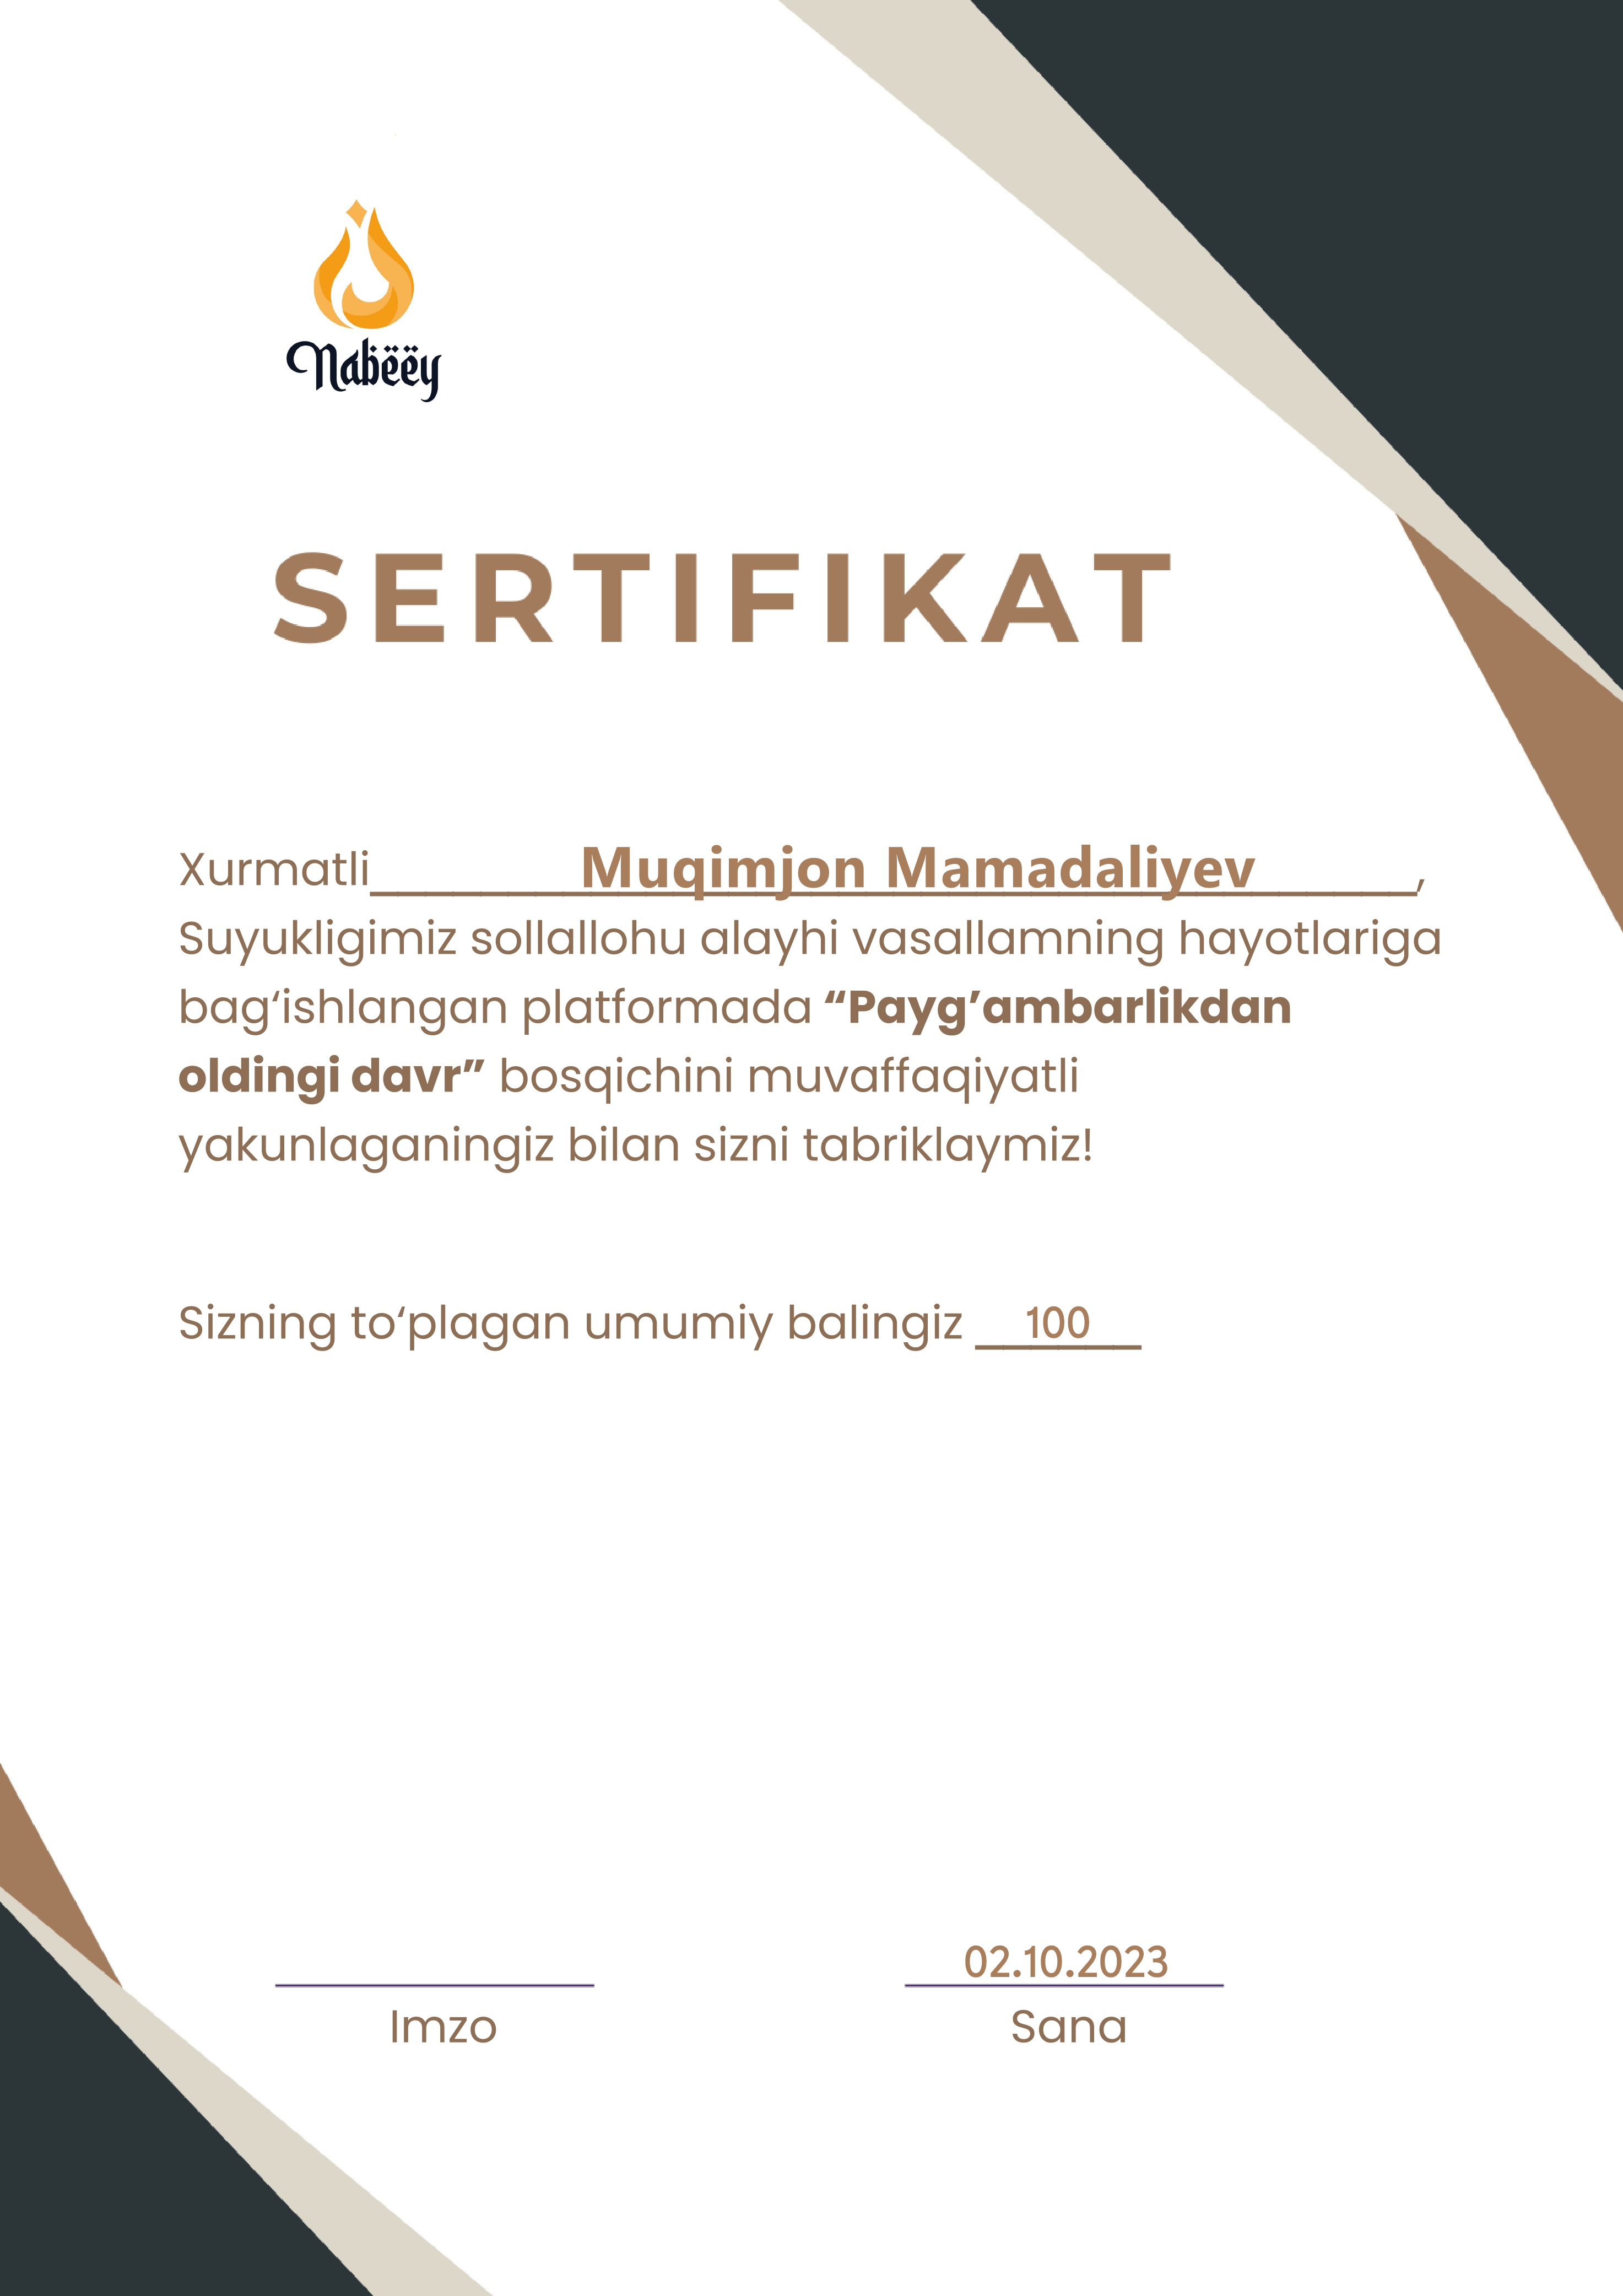 Nabëëy
SERTIFIKAT
Xurmatli Muqimjon Mamadaliyev,
Suyukligimiz sollallohu alayhi vasallamning hayotlariga
bag‘ishlangan platformada “Payg‘ambarlikdan
oldingi davr” bosqichini muvaffaqiyatli
yakunlaganingiz bilan sizni tabriklaymiz!
Sizning to‘plagan umumiy balingiz 100
02.10.2023
Imzo Sana